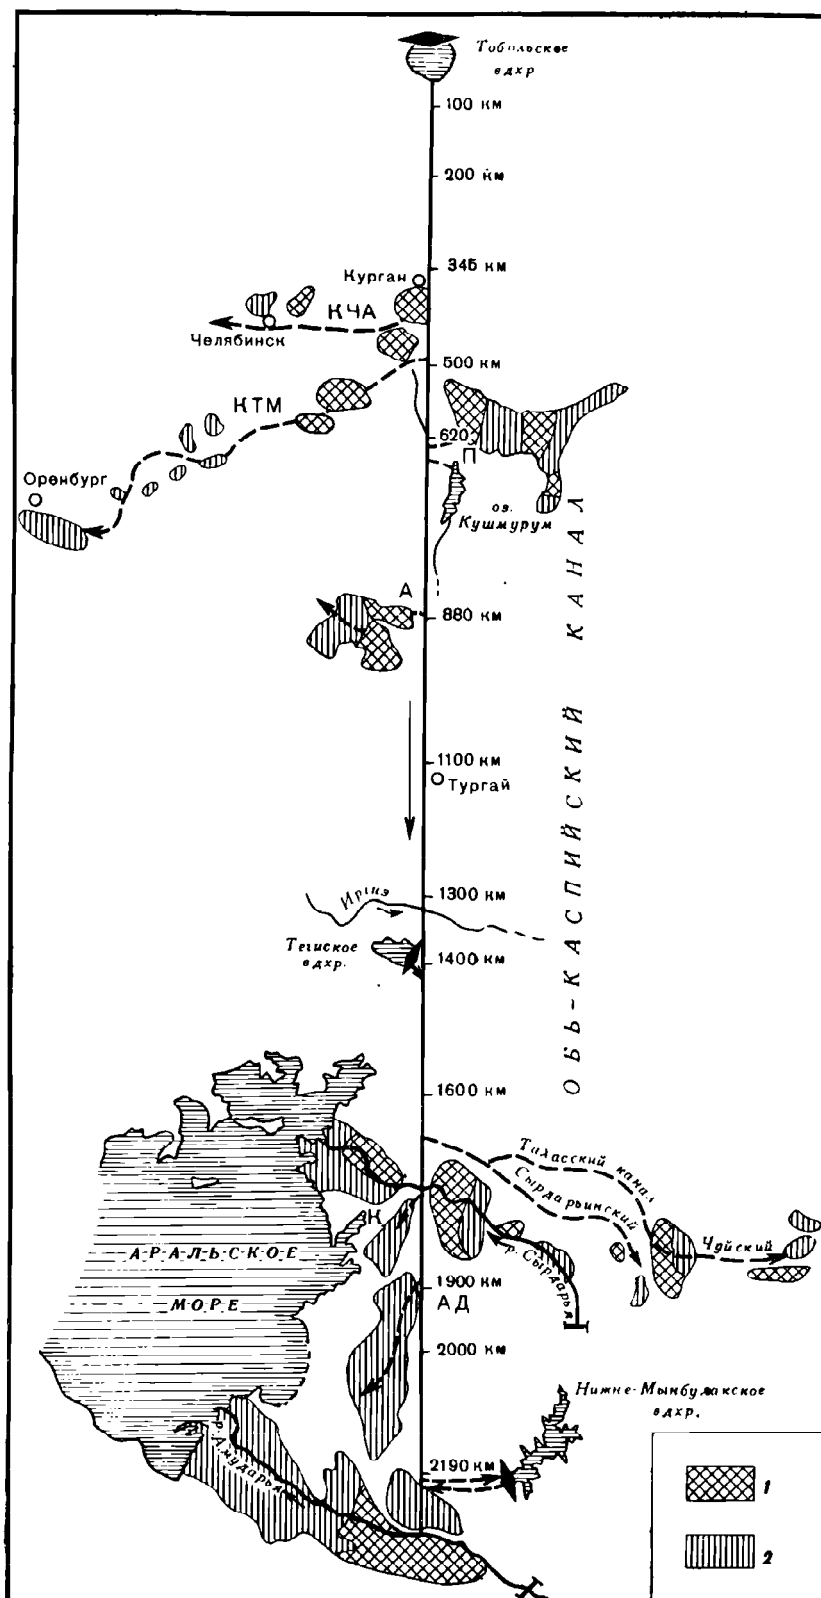 Тобольское
вдхр
100 км
200 км
345 км
Курган
КЧА
Челябинск
500 км
КТМ
620
П
Оренбург
оз.
Кушмурум
А
880 км
ОБЬ-КАСПИЙСКИЙ КАНАЛ
1100 км
Тургай
1300 км
Иргиз
Тегизское
вдхр.
1400 км
1600 км
Таласский канал
Сырдарьинский
К
Чуйский
р. Сырдарья
АРАЛЬСКОЕ
МОРЕ
1900 км
АД
2000 км
Нижне-Мынбулакское
вдхр.
р. Амударья
2190 км
1
2